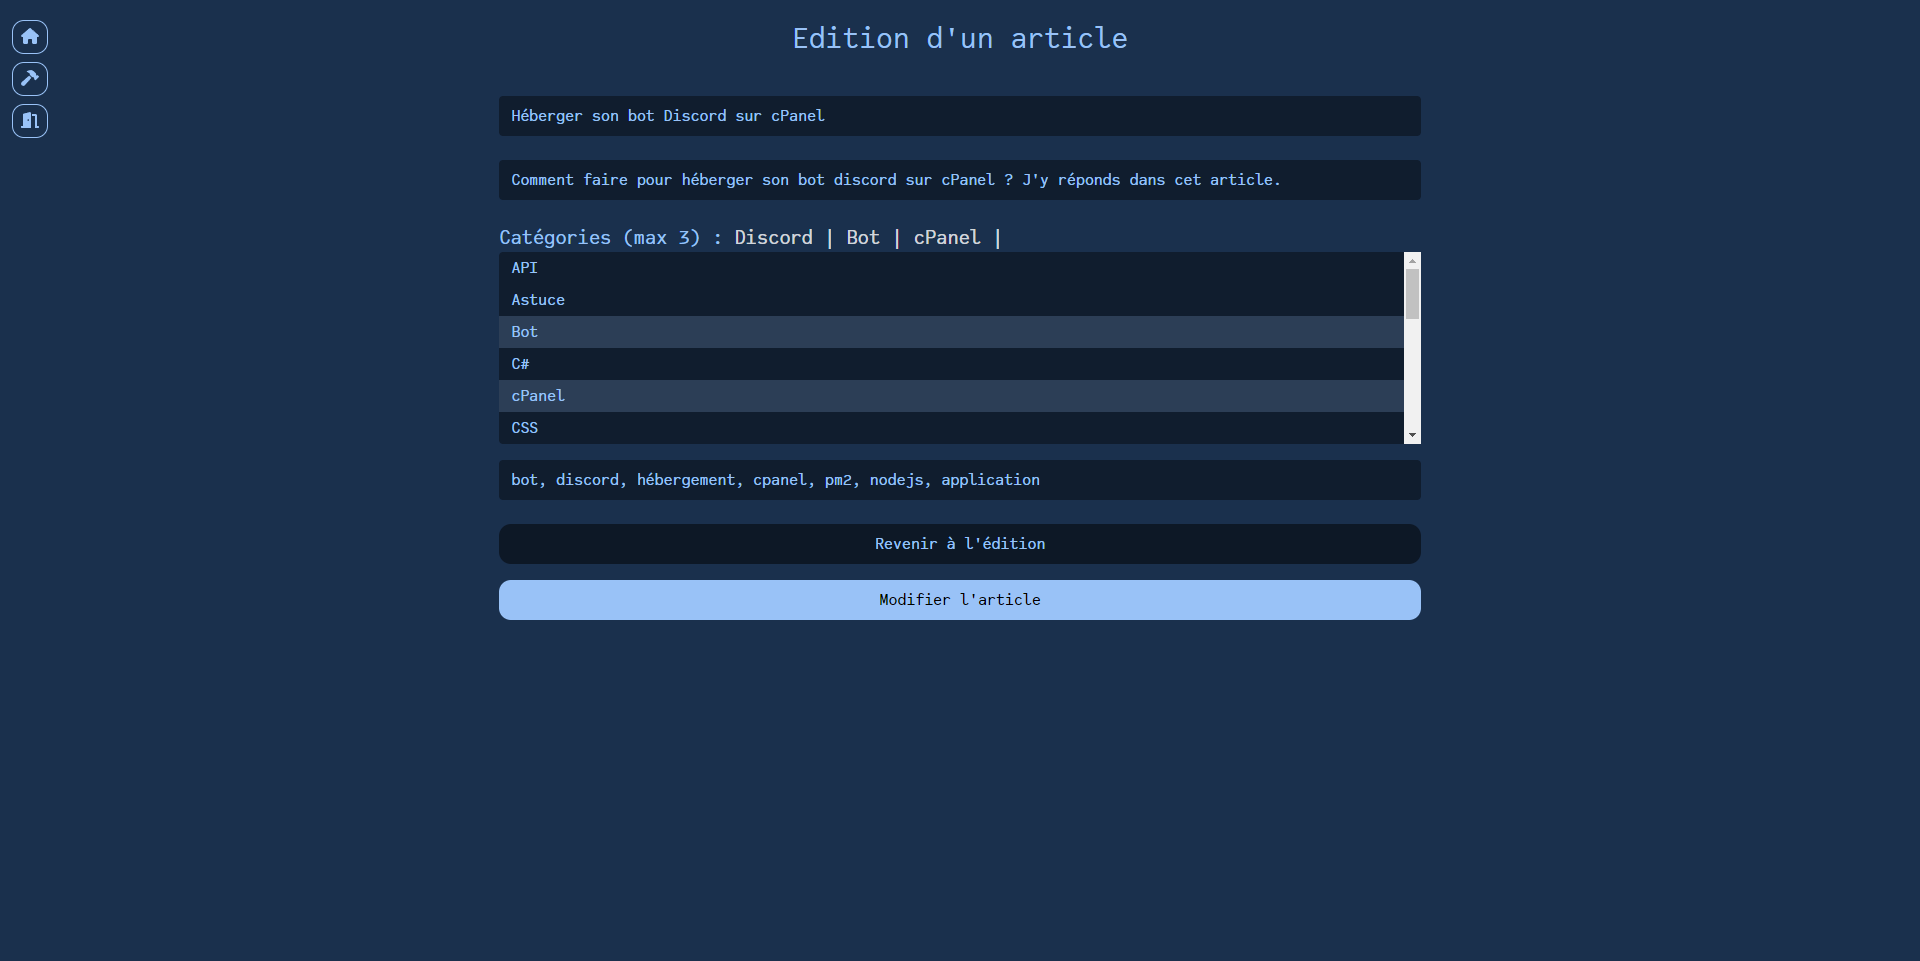 Edition d'un article
Héberger son bot Discord sur cPanel
Comment faire pour héberger son bot discord sur cPanel ? J'y réponds dans cet article.
Catégories (max 3) : Discord | Bot | cPanel |
API
Astuce
Bot
C#
cPanel
CSS
bot, discord, hébergement, cpanel, pm2, nodejs, application
Revenir à l'édition
Modifier l'article